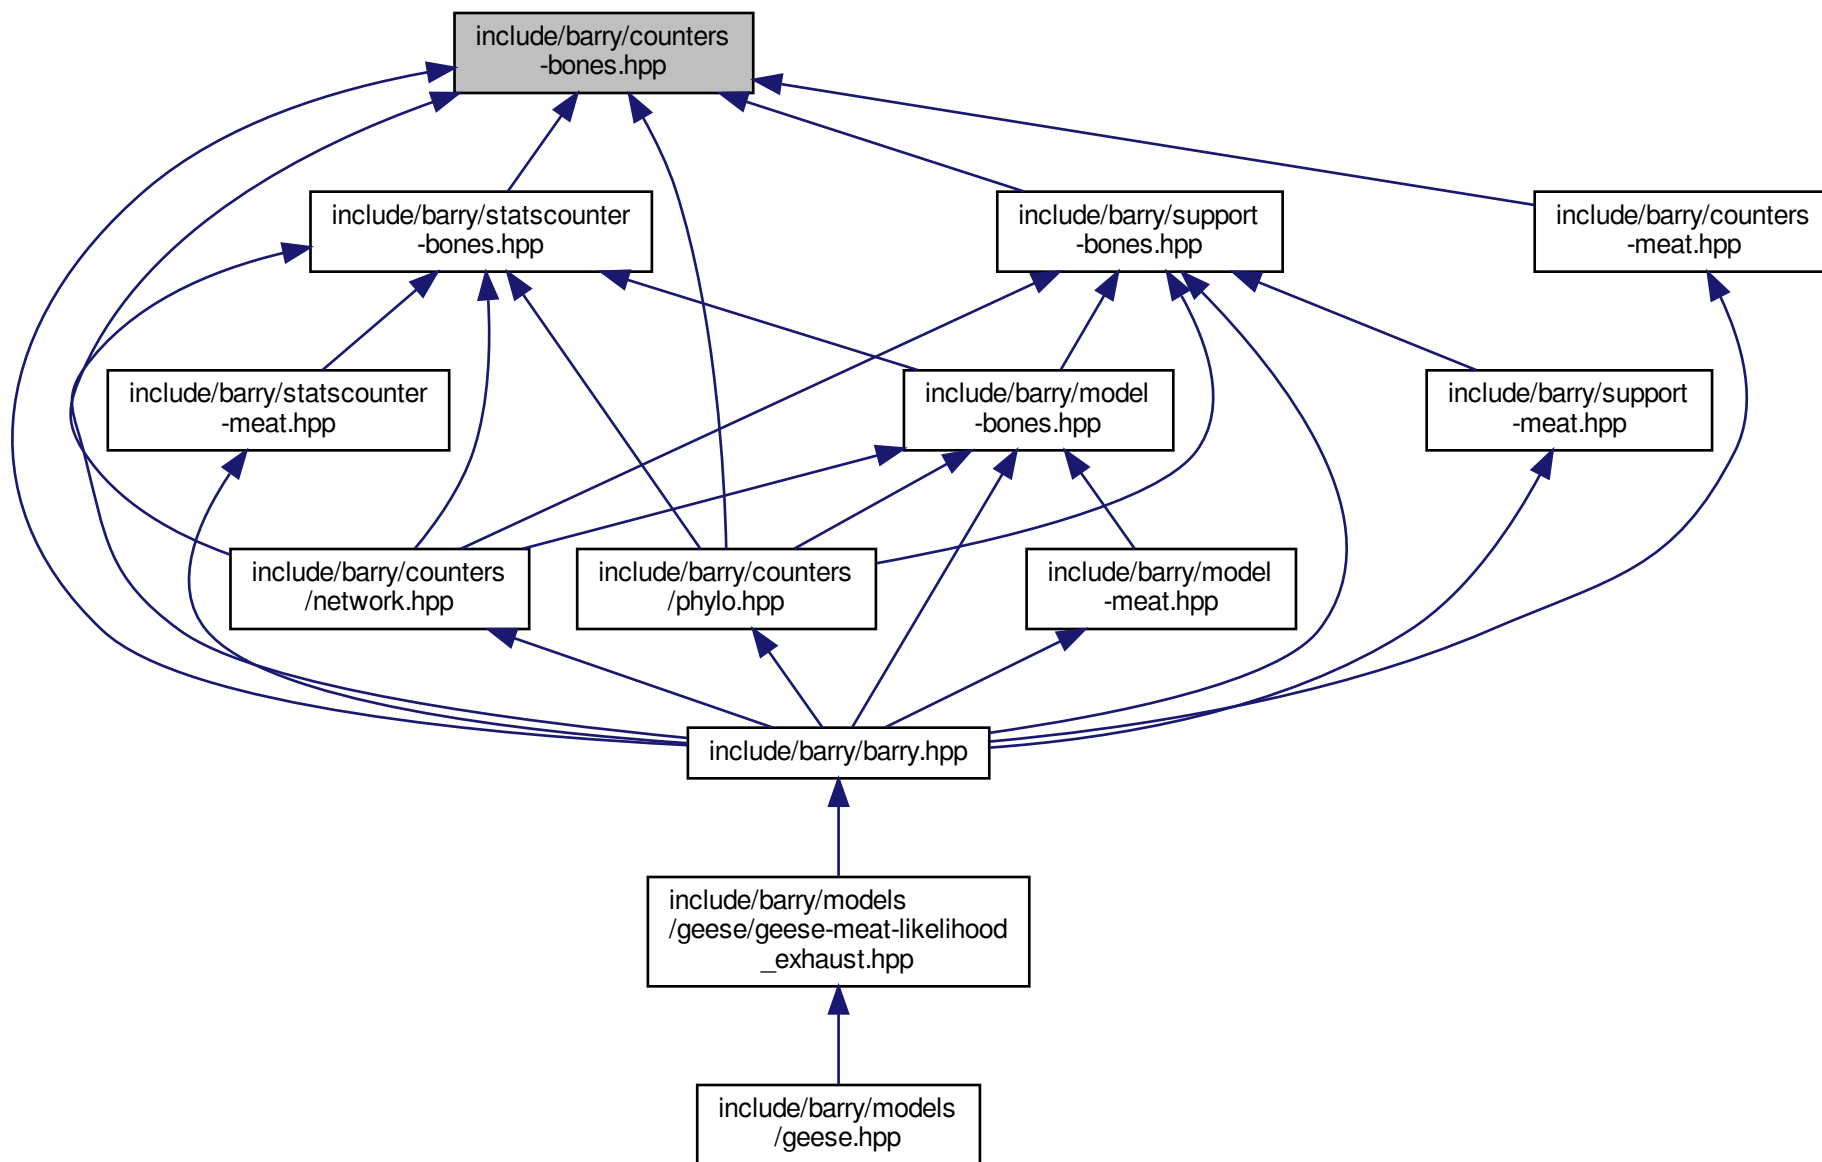 include/barry/counters
-bones.hpp
include/barry/statscounter
-bones.hpp
include/barry/support
-bones.hpp
include/barry/counters
-meat.hpp
include/barry/statscounter
-meat.hpp
include/barry/model
-bones.hpp
include/barry/support
-meat.hpp
include/barry/counters
/network.hpp
include/barry/counters
/phylo.hpp
include/barry/model
-meat.hpp
include/barry/barry.hpp
include/barry/models
/geese/geese-meat-likelihood
_exhaust.hpp
include/barry/models
/geese.hpp